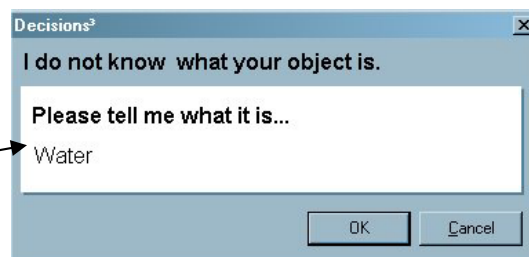 Decisions³
I do not know what your object is.
Please tell me what it is...
Water
OK
Cancel